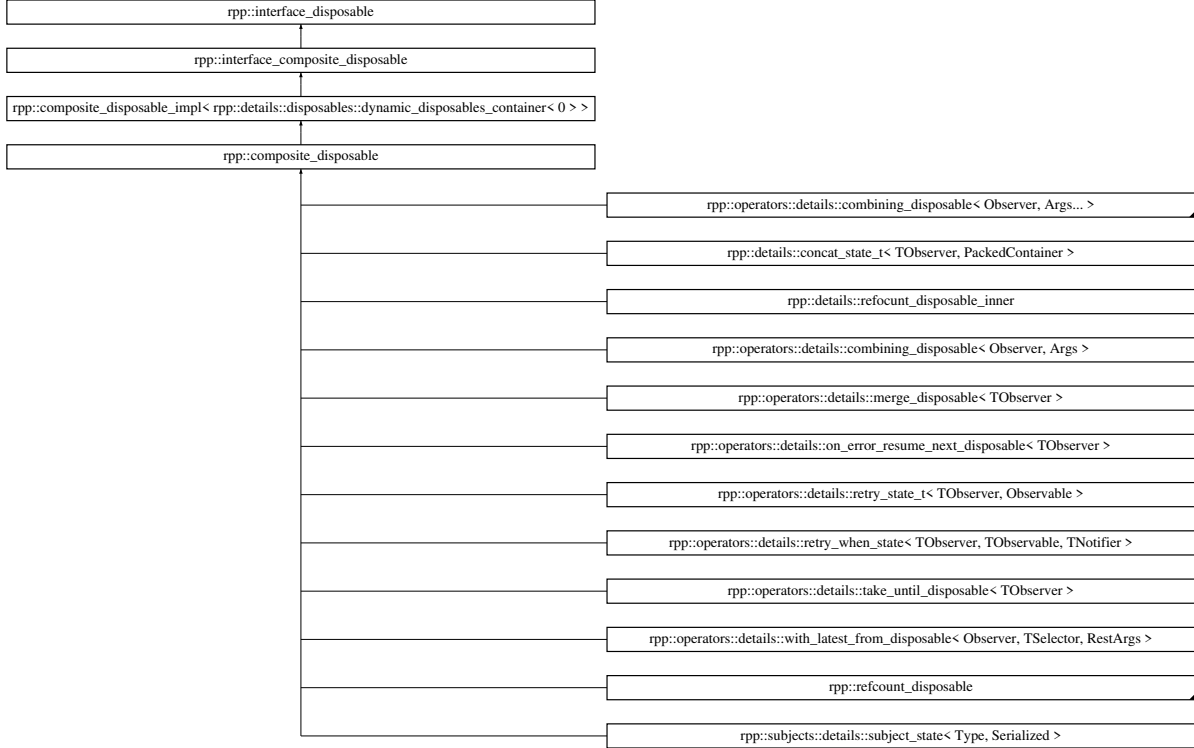 rpp::interface_disposable
rpp::interface_composite_disposable
rpp::composite_disposable_impl< rpp::details::disposables::dynamic_disposables_container< 0 > >
rpp::composite_disposable
rpp::operators::details::combining_disposable< Observer, Args... >
rpp::details::concat_state_t< TObserver, PackedContainer >
rpp::details::refocunt_disposable_inner
rpp::operators::details::combining_disposable< Observer, Args >
rpp::operators::details::merge_disposable< TObserver >
rpp::operators::details::on_error_resume_next_disposable< TObserver >
rpp::operators::details::retry_state_t< TObserver, Observable >
rpp::operators::details::retry_when_state< TObserver, TObservable, TNotifier >
rpp::operators::details::take_until_disposable< TObserver >
rpp::operators::details::with_latest_from_disposable< Observer, TSelector, RestArgs >
rpp::refcount_disposable
rpp::subjects::details::subject_state< Type, Serialized >